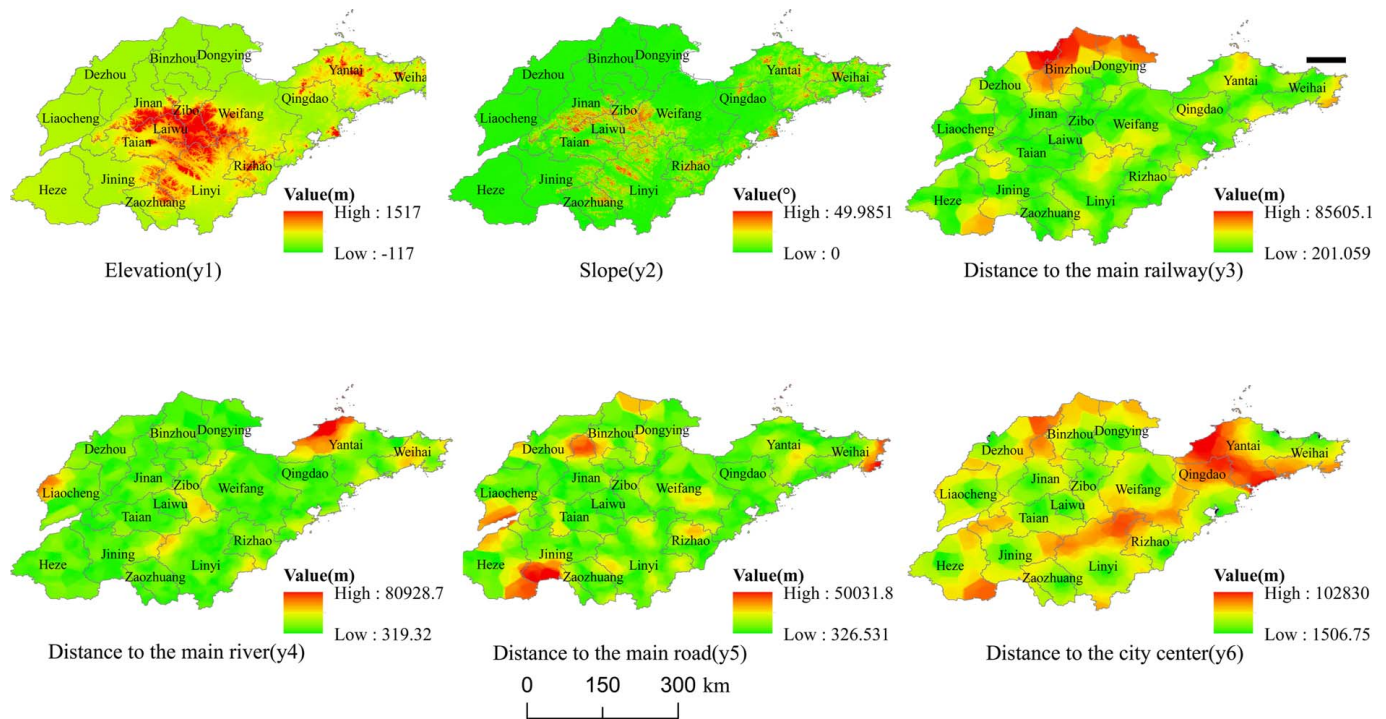 Binzhou Dongying
Dezhou
Yantai
Weihai
Jinan Zibo
Qingdao
Liaocheng
Weifang
Laiwu
Taian
Rizhao
Heze
Jining
Linyi
Zaozhuang
Value(m)
High : 1517
Low : -117
Elevation(y1)
Binzhou Dongying
Dezhou
Yantai
Weihai
Jinan Zibo
Qingdao
Liaocheng
Weifang
Laiwu
Taian
Rizhao
Heze
Jining
Linyi
Zaozhuang
Value(°)
High : 49.9851
Low : 0
Slope(y2)
Binzhou Dongying
Dezhou
Yantai
Weihai
Jinan Zibo
Qingdao
Liaocheng
Weifang
Laiwu
Taian
Rizhao
Heze
Jining
Linyi
Zaozhuang
Value(m)
High : 85605.1
Low : 201.059
Distance to the main railway(y3)
Binzhou Dongying
Dezhou
Yantai
Weihai
Jinan Zibo
Qingdao
Liaocheng
Weifang
Laiwu
Taian
Rizhao
Heze
Jining
Linyi
Zaozhuang
Value(m)
High : 80928.7
Low : 319.32
Distance to the main river(y4)
Binzhou Dongying
Dezhou
Yantai
Weihai
Jinan Zibo
Qingdao
Liaocheng
Weifang
Laiwu
Taian
Rizhao
Heze
Jining
Linyi
Zaozhuang
Value(m)
High : 50031.8
Low : 326.531
Distance to the main road(y5)
Binzhou Dongying
Dezhou
Yantai
Weihai
Jinan Zibo
Qingdao
Liaocheng
Weifang
Laiwu
Taian
Rizhao
Heze
Jining
Linyi
Zaozhuang
Value(m)
High : 102830
Low : 1506.75
Distance to the city center(y6)
0 150 300 km